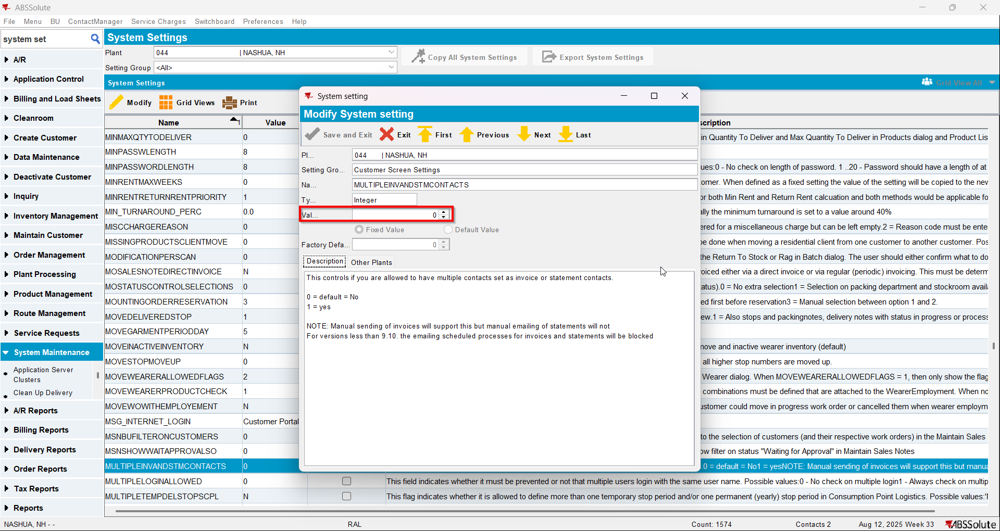 ABSSolute
File Menu BU ContactManager Service Charges Switchboard Preferences Help
system set
System Settings
Plant 044 | NASHUA, NH
Setting Group <All>
Copy All System Settings
Export System Settings
System Settings
Grid View All
Modify Grid Views Print
Name 1 Value
scription
A/R
Application Control
Billing and Load Sheets
Cleanroom
Create Customer
Data Maintenance
Deactivate Customer
Inquiry
Inventory Management
Maintain Customer
Order Management
Plant Processing
Product Management
Route Management
Service Requests
System Maintenance
Application Server
Clusters
Clean Up Delivery
A/R Reports
Billing Reports
Delivery Reports
Order Reports
Tax Reports
Reports
MINMAXQTYTODELIVER 0
MINPASSWLENGTH 8
MINPASSWORDLENGTH 8
MINRENTMAXWEEKS 0
MINRENTRETURNRENTPRIORITY 1
MIN_TURNAROUND_PERC 0.0
MISCCHARGEREASON 0
MISSINGPRODUCTSCLIENTMOVE 0
MODIFICATIONPERSCAN 0
MOSALESNOTEDIRECTINVOICE N
MOSTATUSCONTROLSELECTIONS 0
MOUNTINGORDERRESERVATION 3
MOVEDELIVEREDSTOP 1
MOVEGARMENTPERIODDAY 5
MOVEINACTIVEINVENTORY N
MOVESTOPMOVEUP 0
MOVEWEARERALLOWEDFLAGS 2
MOVEWEARERPRODUCTCHECK 1
MOVEWOWITHEMPLOYEMENT N
MSG_INTERNET_LOGIN Customer Portal
MSNBUFILTERONCUSTOMERS 0
MSNSHOWWAITAPPROVALSO 0
MULTIPLEINVANDSTMCONTACTS 0
MULTIPLELOGINALLOWED 0
MULTIPLETEMPDELSTOPSCPL N
System setting
Modify System setting
Save and Exit Exit First Previous Next Last
Pl... 044 | NASHUA, NH
Setting Gro... Customer Screen Settings
Na... MULTIPLEINVANDSTMCONTACTS
Ty... Integer
Val... 0
Fixed Value Default Value
Factory Defa... 0
Description Other Plants
This controls if you are allowed to have multiple contacts set as invoice or statement contacts.
0 = default = No
1 = yes
NOTE: Manual sending of invoices will support this but manual emailing of statements will not
For versions less than 9.10. the emailing scheduled processes for invoices and statements will be blocked
in Quantity To Deliver and Max Quantity To Deliver in Products dialog and Product Lis
ues:0 - No check on length of password. 1 ..20 - Password should have a length of at
omer. When defined as a fixed setting the value of the setting will be copied to the new
or both Min Rent and Return Rent calcuation and both methods would be applicable fo
ally the minimum turnaround is set to a value around 40%
ered for a miscellaneous charge but can be left empty.2 = Reason code must be ente
be done when moving a residential client from one customer to another customer. Pos
the Return To Stock or Rag in Batch dialog. The user should either confirm what to do
oiced either via a direct invoice or via regular (periodic) invoicing. This must be determ
atus).0 = No extra selection1 = Selection on packing department and stockroom avail
ed first before reservation3 = Manual selection between option 1 and 2.
ew.1 = Also stops and packingnotes, delivery notes with status in progress or process
move and inactive wearer inventory (default)
all higher stop numbers are moved up.
Wearer dialog. When MOVEWEARERALLOWEDFLAGS = 1, then only show the flag
combinations must be defined that are attached to the WearerEmployment. When no
ustomer could move in progress work order or cancelled them when wearer employm
to the selection of customers (and their respective work orders) in the Maintain Sales
ow filter on status "Waiting for Approval" in Maintain Sales Notes
.0 = default = No1 = yesNOTE: Manual sending of invoices will support this but manua
This field indicates whether it must be prevented or not that multiple users login with the same user name. Possible values:0 - No check on multiple login1 - Always check on multip
This flag indicates whether it is allowed to define more than one temporary stop period and/or one permanent (yearly) stop period in Consumption Point Logistics. Possible values:'
NASHUA, NH - - RAL Count: 1574 Contacts 2 Aug 12, 2025 Week 33 ABSSolute